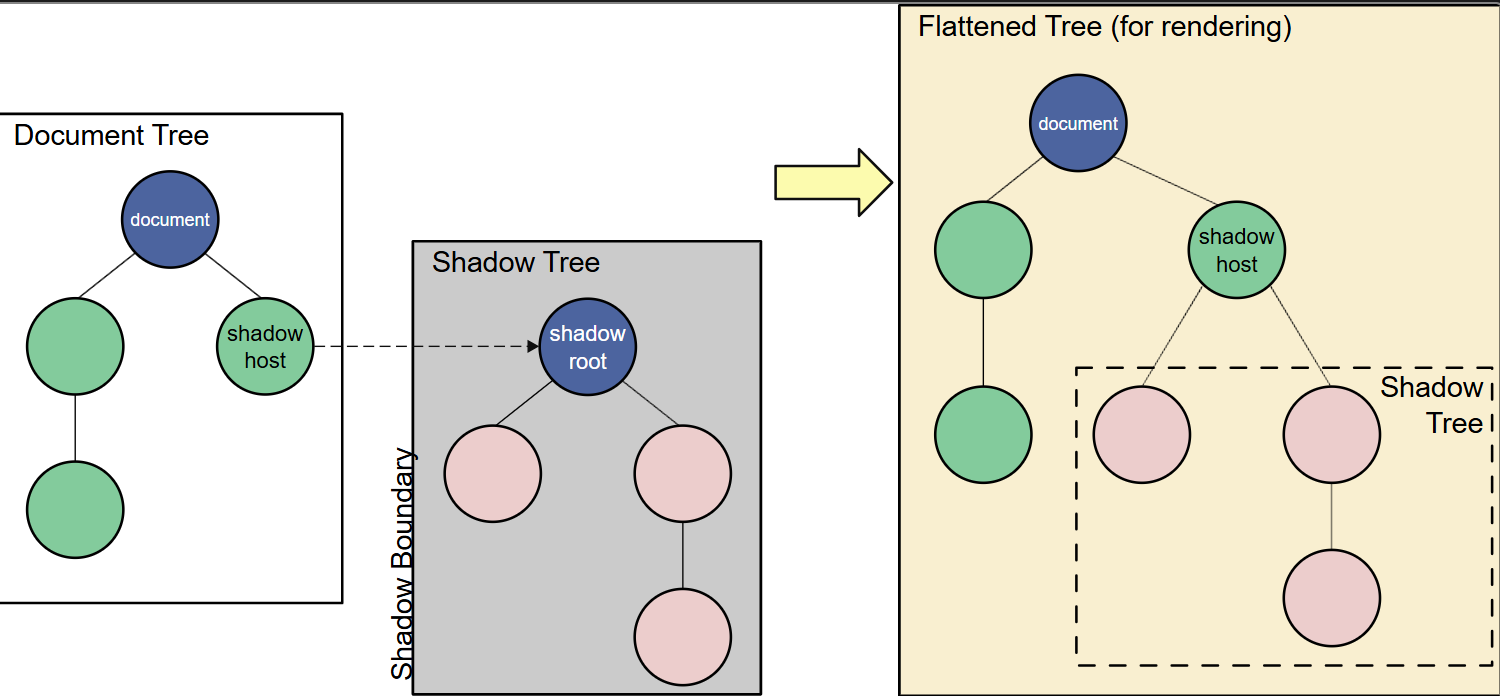 Document Tree
document
shadow
host
Shadow Tree
shadow
root
Shadow Boundary
Flattened Tree (for rendering)
document
shadow
host
Shadow
Tree